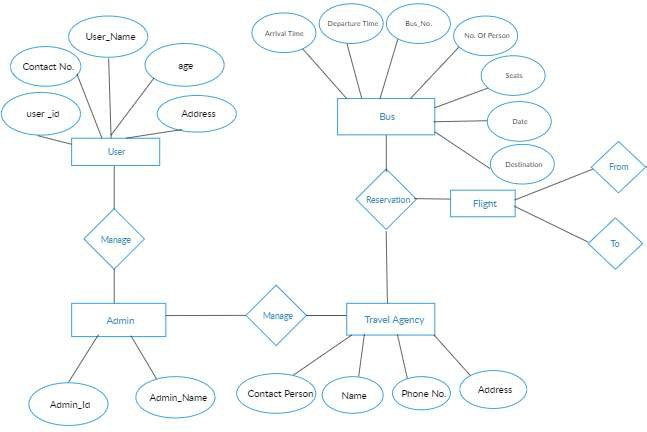 User_Name
Arrival Time
Departure Time
Bus_No.
No. Of Person
Contact No.
age
Seats
user _id
Address
Bus
Date
User
Destination
From
Reservation
Flight
Manage
To
Admin
Manage
Travel Agency
Contact Person
Name
Phone No.
Address
Admin_Id
Admin_Name